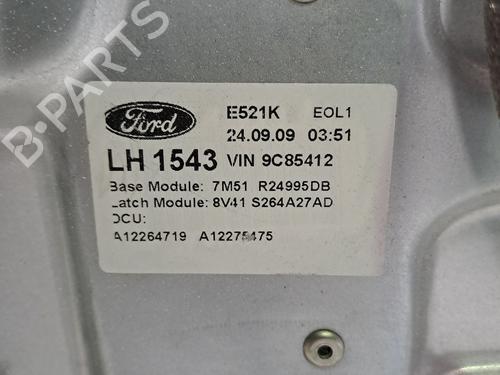 B-PARTS
Ford
E521K EOL1
24.09.09 03:51
LH 1543 VIN 9C85412
Base Module: 7M51 R24995DB
Latch Module: 8V41 S264A27AD
DCU:
A12264719 A12275475